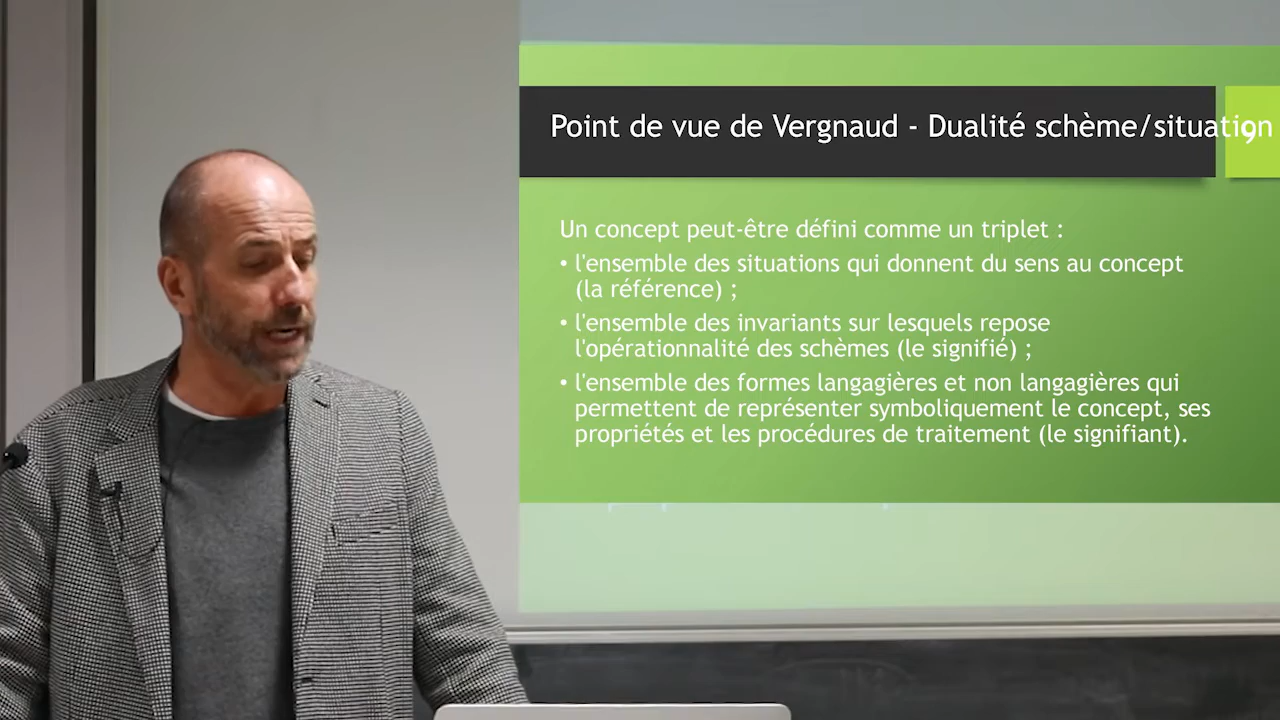 Point de vue de Vergnaud - Dualité schème/situation
9
Un concept peut-être défini comme un triplet :
• l'ensemble des situations qui donnent du sens au concept
(la référence) ;
• l'ensemble des invariants sur lesquels repose
l'opérationnalité des schèmes (le signifié) ;
• l'ensemble des formes langagières et non langagières qui
permettent de représenter symboliquement le concept, ses
propriétés et les procédures de traitement (le signifiant).